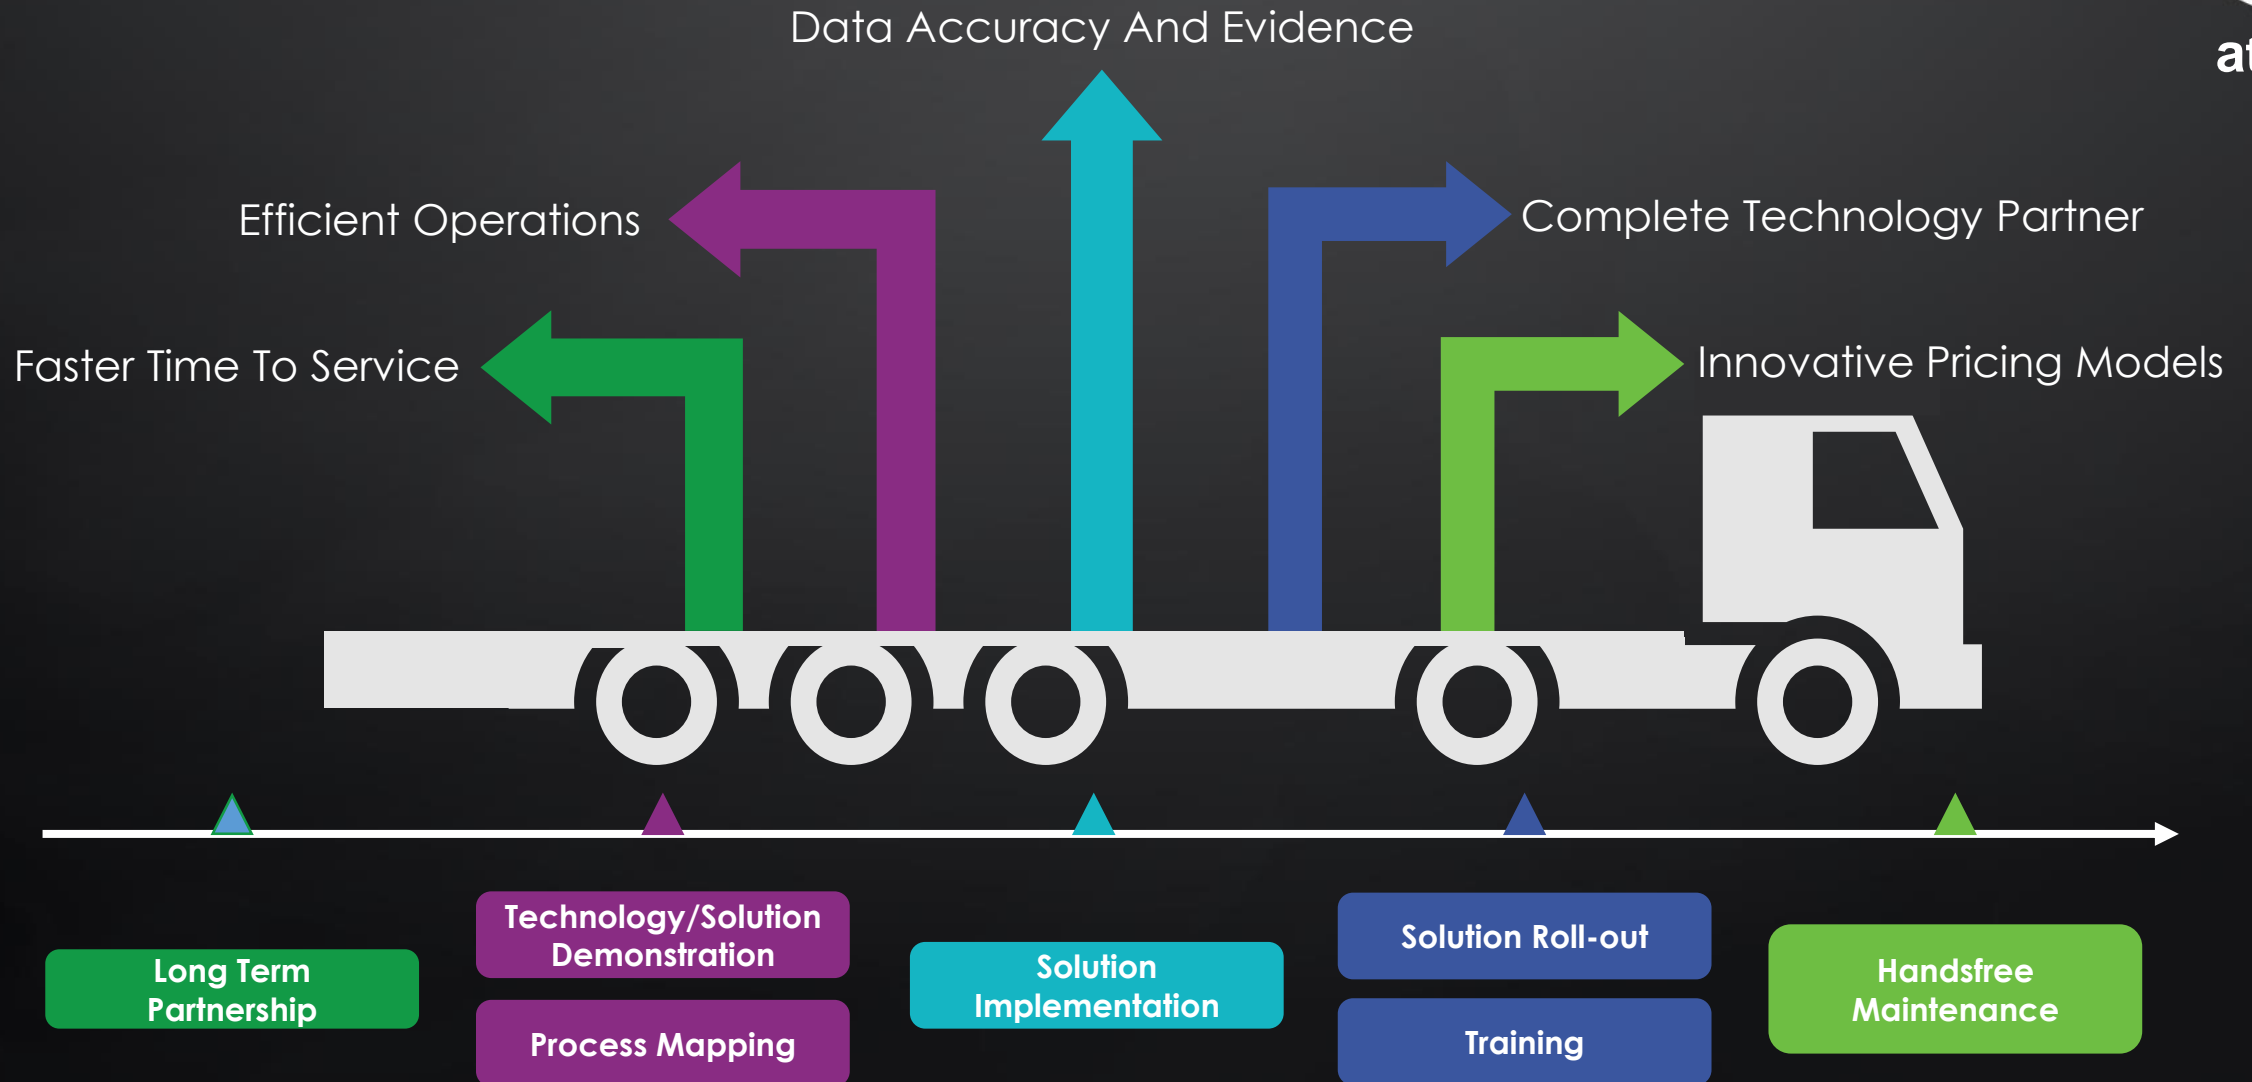 Data Accuracy And Evidence
Efficient Operations
Complete Technology Partner
Faster Time To Service
Innovative Pricing Models
Long Term
Partnership
Technology/Solution
Demonstration
Process Mapping
Solution
Implementation
Solution Roll-out
Training
Handsfree
Maintenance